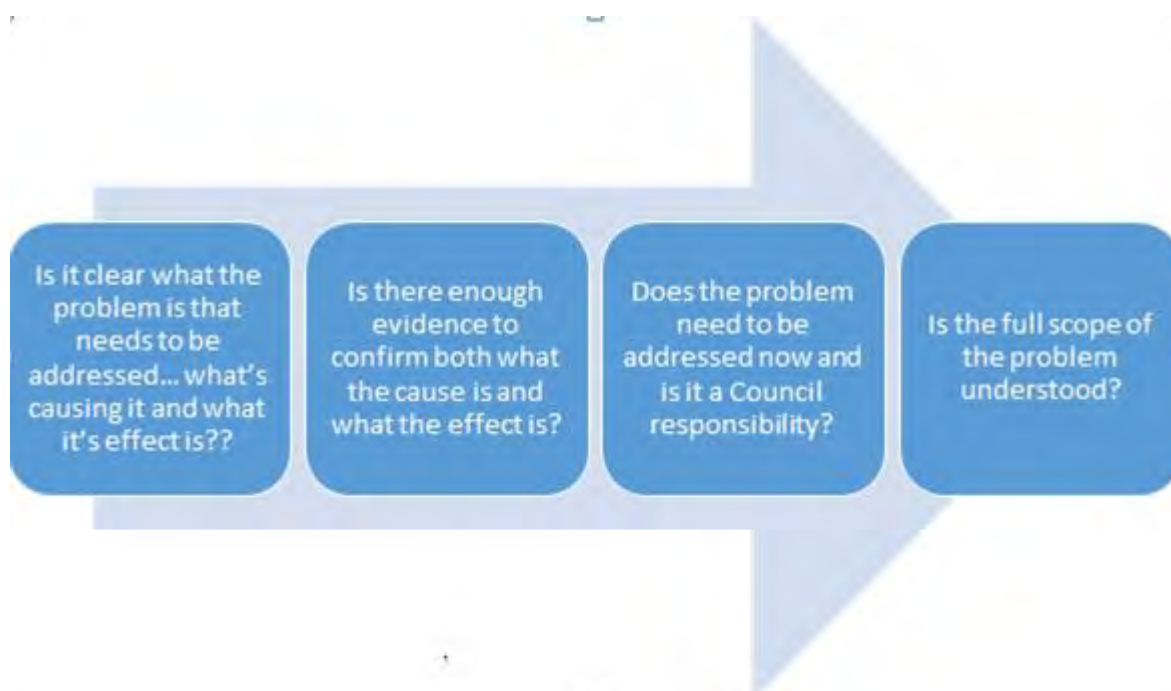 Is it clear what the
problem is that
needs to be
addressed... what's
causing it and what
it's effect is??
Is there enough
evidence to
confirm both what
the cause is and
what the effect is?
Does the problem
need to be
addressed now and
is it a Council
responsibility?
Is the full scope of
the problem
understood?